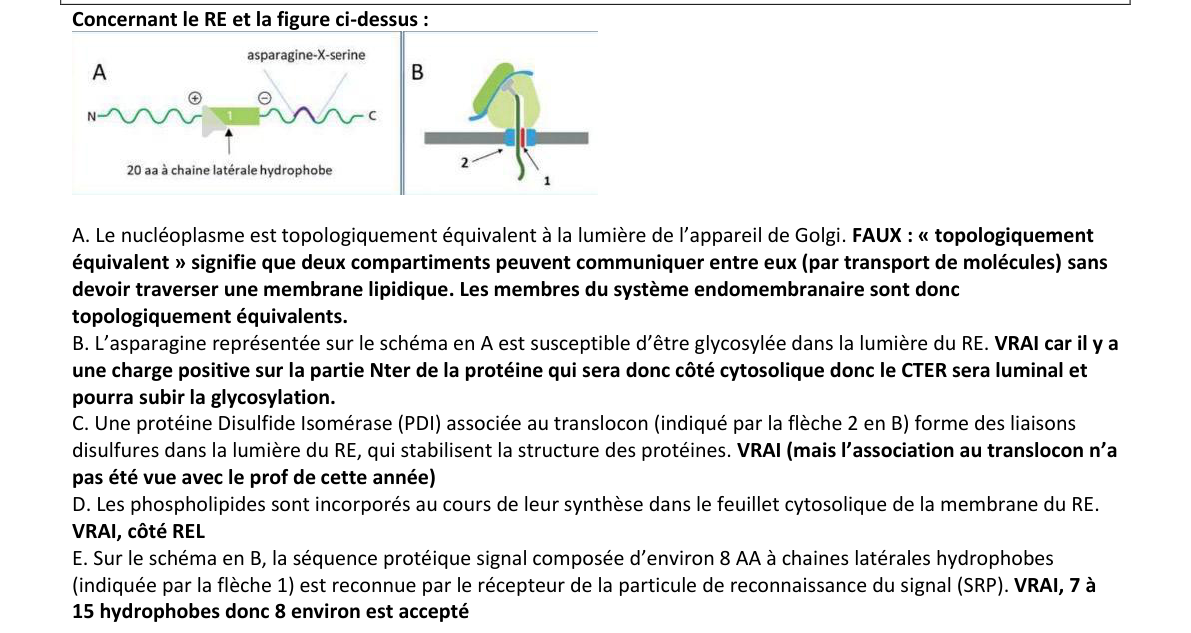 Concernant le RE et la figure ci-dessus :
asparagine-X-serine
A
B
+
−
N
1
C
20 aa à chaine latérale hydrophobe
2
1
A. Le nucléoplasme est topologiquement équivalent à la lumière de l’appareil de Golgi. FAUX : « topologiquement
équivalent » signifie que deux compartiments peuvent communiquer entre eux (par transport de molécules) sans
devoir traverser une membrane lipidique. Les membres du système endomembranaire sont donc
topologiquement équivalents.
B. L’asparagine représentée sur le schéma en A est susceptible d’être glycosylée dans la lumière du RE. VRAI car il y a
une charge positive sur la partie Nter de la protéine qui sera donc côté cytosolique donc le CTER sera luminal et
pourra subir la glycosylation.
C. Une protéine Disulfide Isomérase (PDI) associée au translocon (indiqué par la flèche 2 en B) forme des liaisons
disulfures dans la lumière du RE, qui stabilisent la structure des protéines. VRAI (mais l’association au translocon n’a
pas été vue avec le prof de cette année)
D. Les phospholipides sont incorporés au cours de leur synthèse dans le feuillet cytosolique de la membrane du RE.
VRAI, côté REL
E. Sur le schéma en B, la séquence protéique signal composée d’environ 8 AA à chaines latérales hydrophobes
(indiquée par la flèche 1) est reconnue par le récepteur de la particule de reconnaissance du signal (SRP). VRAI, 7 à
15 hydrophobes donc 8 environ est accepté